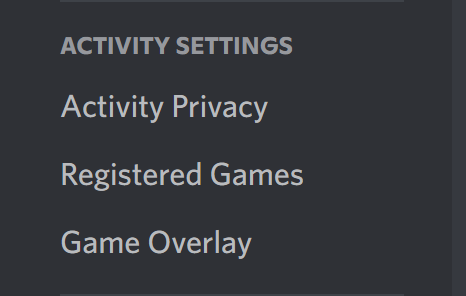 ACTIVITY SETTINGS
Activity Privacy
Registered Games
Game Overlay